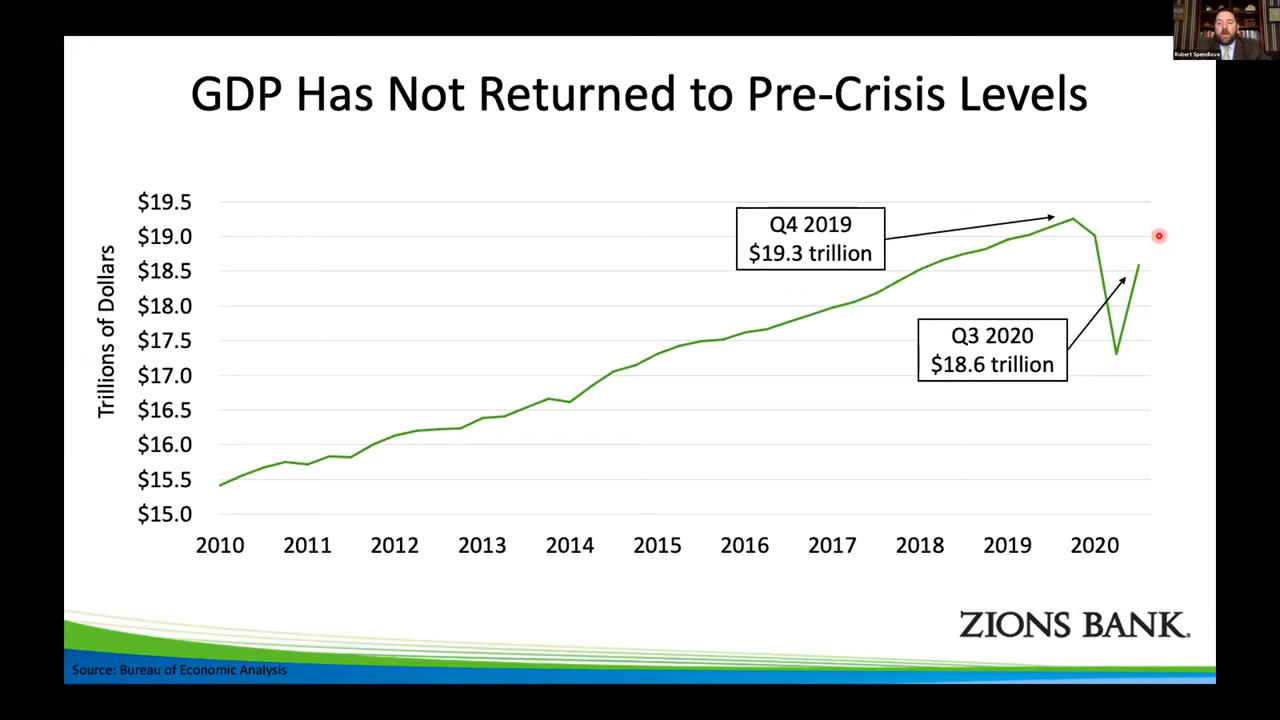 Robert Spendlove
GDP Has Not Returned to Pre-Crisis Levels
Trillions of Dollars
$19.5
$19.0
$18.5
$18.0
$17.5
$17.0
$16.5
$16.0
$15.5
$15.0
Q4 2019
$19.3 trillion
Q3 2020
$18.6 trillion
2010 2011 2012 2013 2014 2015 2016 2017 2018 2019 2020
ZIONS BANK.
Source: Bureau of Economic Analysis